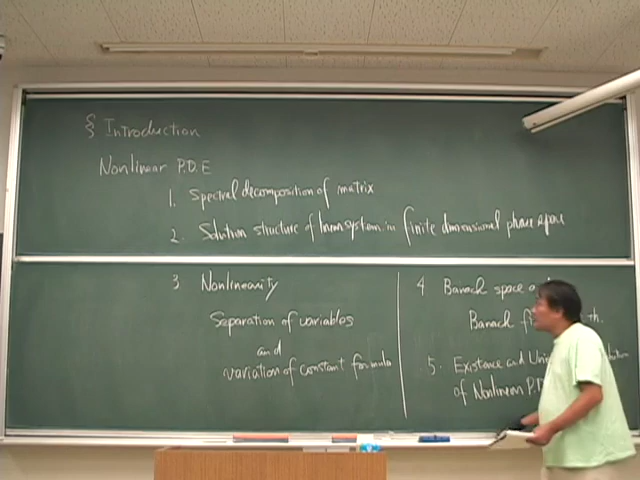 § Introduction
Nonlinear P.D.E
1. Spectral decomposition of matrix
2. Solution structure of linear system in finite dimensional phase space
3 Nonlinearity
Separation of variables
and
variation of constant formula
4 Banach space
Banach
5. Existence and
of Nonlinear P.D